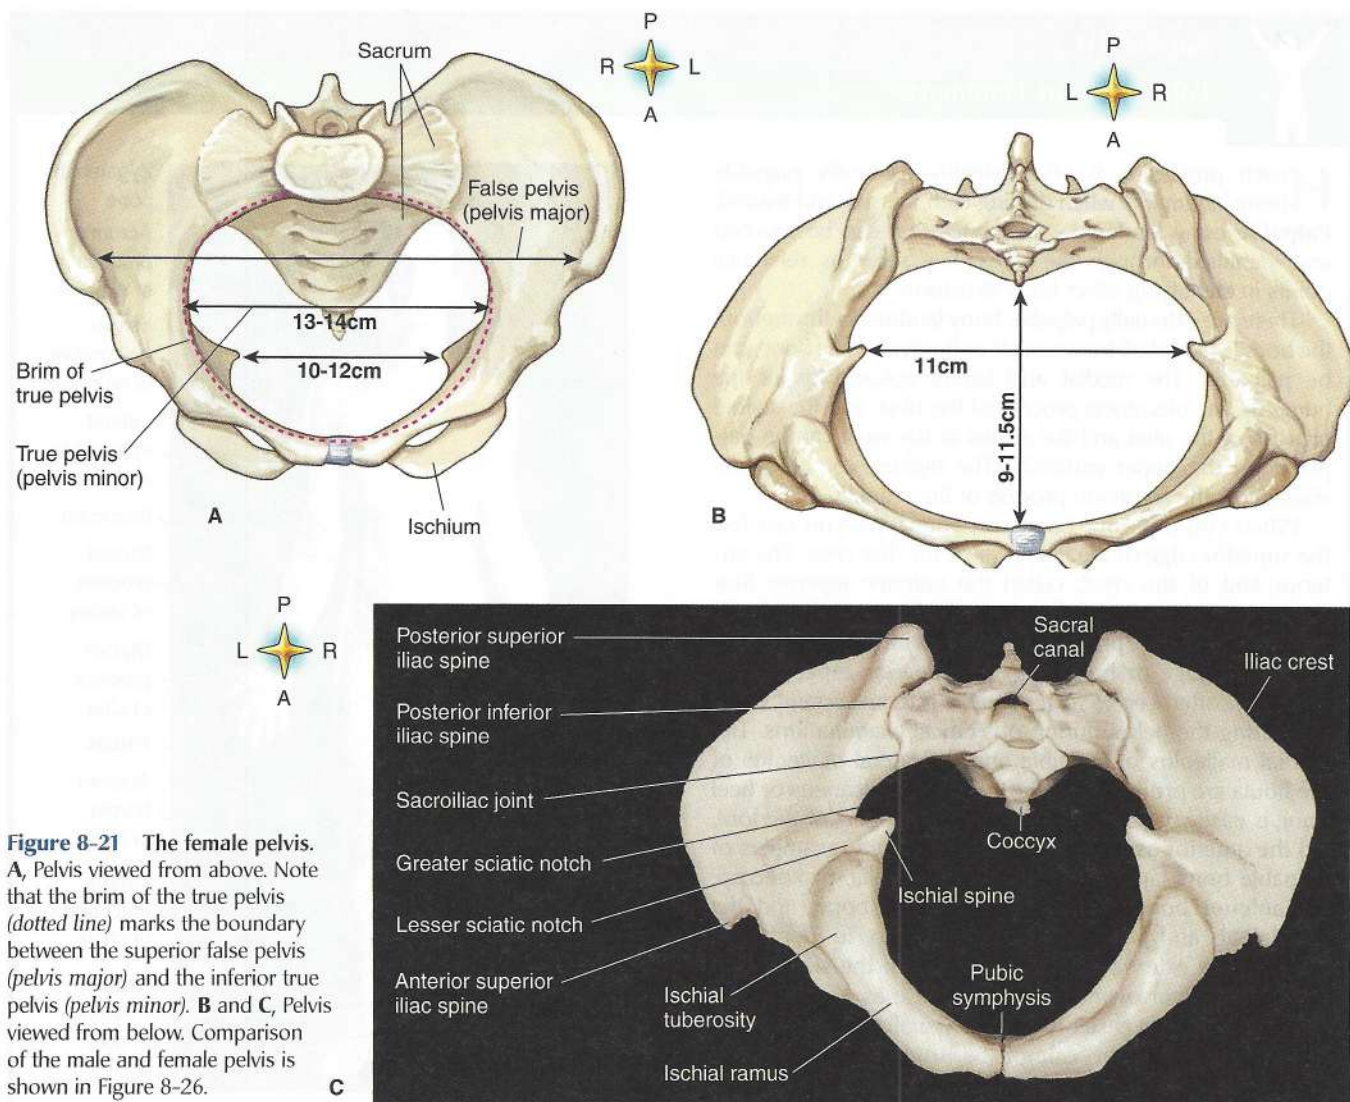 Sacrum
P
R L
A
False pelvis
(pelvis major)
13-14cm
10-12cm
Brim of
true pelvis
True pelvis
(pelvis minor)
Ischium
A
P
L R
A
11cm
9-11.5cm
B
P
L R
A
Posterior superior
iliac spine
Posterior inferior
iliac spine
Sacroiliac joint
Greater sciatic notch
Lesser sciatic notch
Anterior superior
iliac spine
Sacral
canal
Iliac crest
Coccyx
Ischial spine
Pubic
symphysis
Ischial
tuberosity
Ischial ramus
C
Figure 8-21 The female pelvis.
A, Pelvis viewed from above. Note
that the brim of the true pelvis
(dotted line) marks the boundary
between the superior false pelvis
(pelvis major) and the inferior true
pelvis (pelvis minor). B and C, Pelvis
viewed from below. Comparison
of the male and female pelvis is
shown in Figure 8-26.